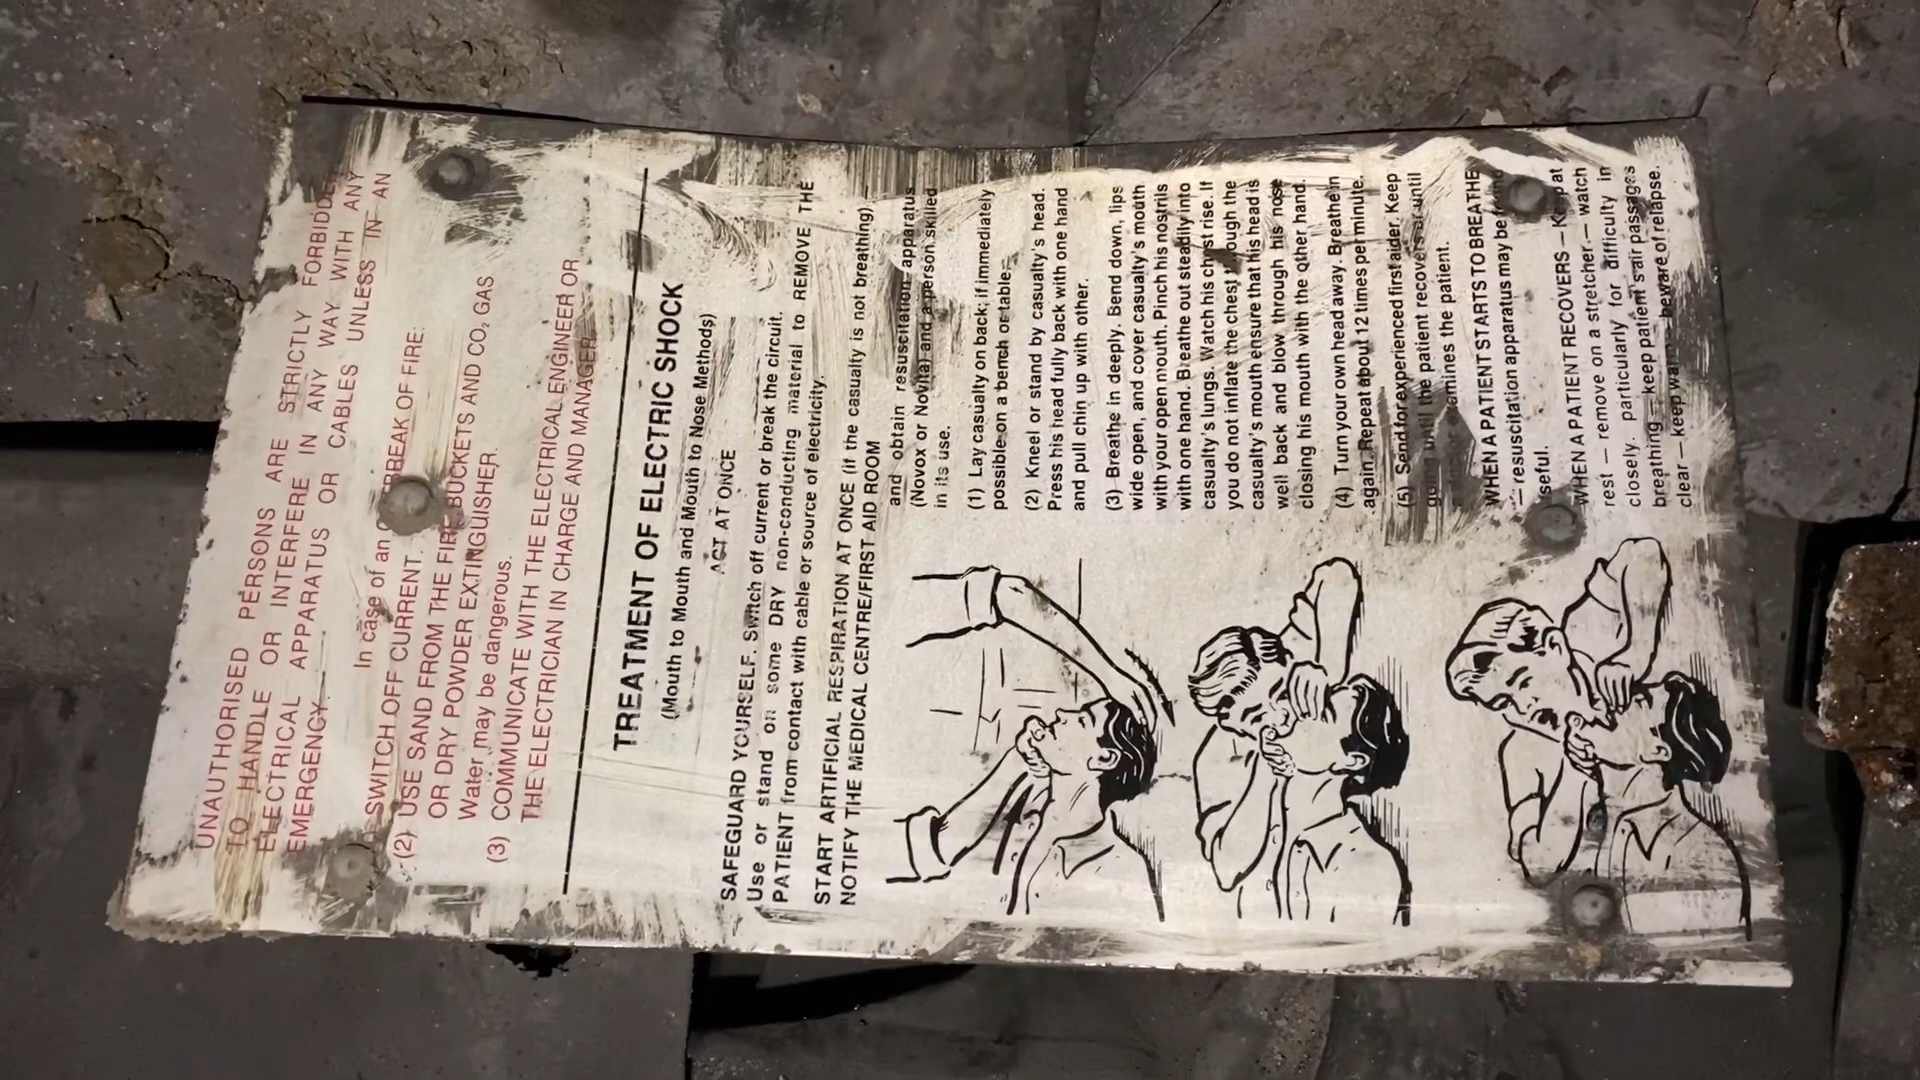 UNAUTHORISED PERSONS ARE STRICTLY
TO HANDLE OR INTERFERE IN ANY WAY WITH ANY
ELECTRICAL APPARATUS OR CABLES UNLESS IN AN
EMERGENCY.
In case of an OUTBREAK OF FIRE:
SWITCH OFF CURRENT.
(2) USE SAND FROM THE FIRE BUCKETS AND CO₂ GAS
OR DRY POWDER EXTINGUISHER.
Water may be dangerous.
(3) COMMUNICATE WITH THE ELECTRICAL ENGINEER OR
THE ELECTRICIAN IN CHARGE AND MANAGER.
TREATMENT OF ELECTRIC SHOCK
(Mouth to Mouth and Mouth to Nose Methods)
ACT AT ONCE
SAFEGUARD YOURSELF. Switch off current or break the circuit.
Use or stand on some DRY non-conducting material to REMOVE THE
PATIENT from contact with cable or source of electricity.
START ARTIFICIAL RESPIRATION AT ONCE (if the casualty is not breathing)
NOTIFY THE MEDICAL CENTRE/FIRST AID ROOM
and obtain resuscitation apparatus
(Novox or Novita) and a person skilled
in its use.
(1) Lay casualty on back; if immediately
possible on a bench or table.
(2) Kneel or stand by casualty's head.
Press his head fully back with one hand
and pull chin up with other.
(3) Breathe in deeply. Bend down, lips
wide open, and cover casualty's mouth
with your open mouth. Pinch his nostrils
with one hand. Breathe out steadily into
casualty's lungs. Watch his chest rise. If
you do not inflate the chest through the
casualty's mouth ensure that his head is
well back and blow through his nose
closing his mouth with the other hand.
(4) Turn your own head away. Breathe in
again. Repeat about 12 times per minute.
(5) Send for experienced first aider. Keep
until the patient recovers or until
the patient.
WHEN A PATIENT STARTS TO BREATHE
— resuscitation apparatus may be
WHEN A PATIENT RECOVERS — Keep at
rest — remove on a stretcher — watch
closely, particularly for difficulty in
breathing — keep patient's air passages
clear — keep warm — beware of relapse.